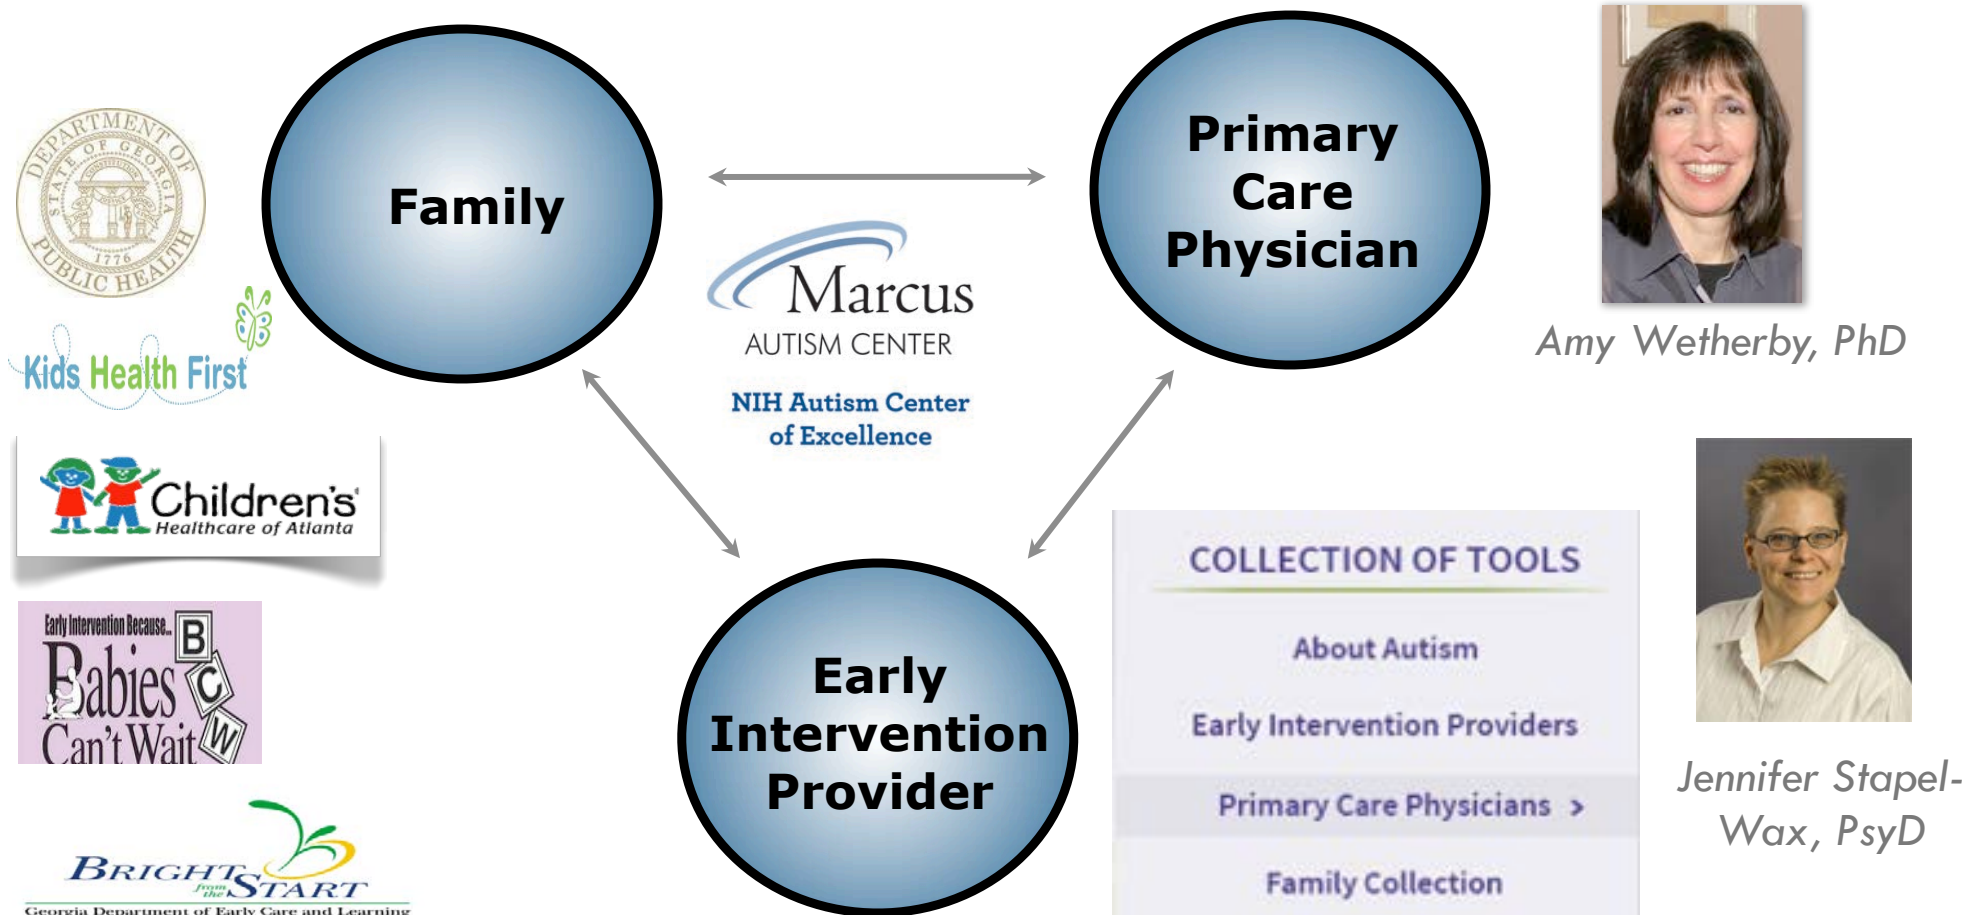 DEPARTMENT OF
STATE OF GEORGIA
CONSTITUTION
1776
PUBLIC HEALTH
Kids Health First
Children's
Healthcare of Atlanta
Early Intervention Because...
Babies
Can't Wait
B
C
W
BRIGHT
from
the
START
Georgia Department of Early Care and Learning
Family
Marcus
AUTISM CENTER
NIH Autism Center
of Excellence
Primary
Care
Physician
Early
Intervention
Provider
COLLECTION OF TOOLS
About Autism
Early Intervention Providers
Primary Care Physicians >
Family Collection
Amy Wetherby, PhD
Jennifer Stapel-
Wax, PsyD